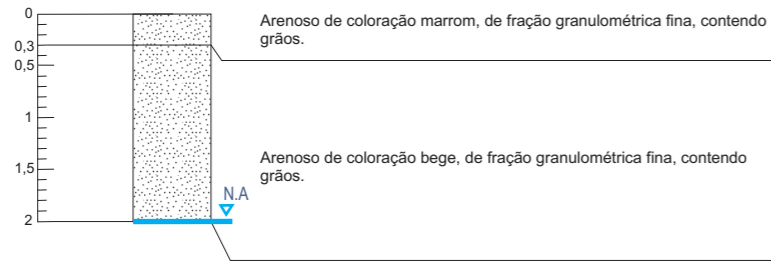 0
Arenoso de coloração marrom, de fração granulométrica fina, contendo
grãos.
0,3
0,5
1
Arenoso de coloração bege, de fração granulométrica fina, contendo
grãos.
1,5
N.A
2